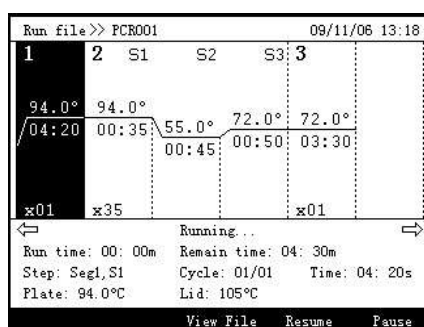 Run file>> PCR001 09/11/06 13:18
1 2 S1 S2 S3 3
94.0° 94.0° 55.0° 72.0° 72.0°
04:20 00:35 00:45 00:50 03:30
x01 x35 x01
Running...
Run time: 00: 00m Remain time: 04: 30m
Step: Seg1,S1 Cycle: 01/01 Time: 04: 20s
Plate: 94.0°C Lid: 105°C
View File Resume Pause